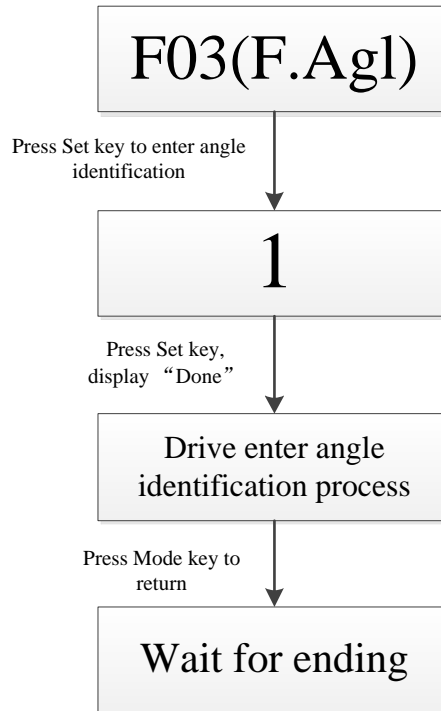 F03(F.Agl)
Press Set key to enter angle
identification
1
Press Set key,
display “Done”
Drive enter angle
identification process
Press Mode key to
return
Wait for ending